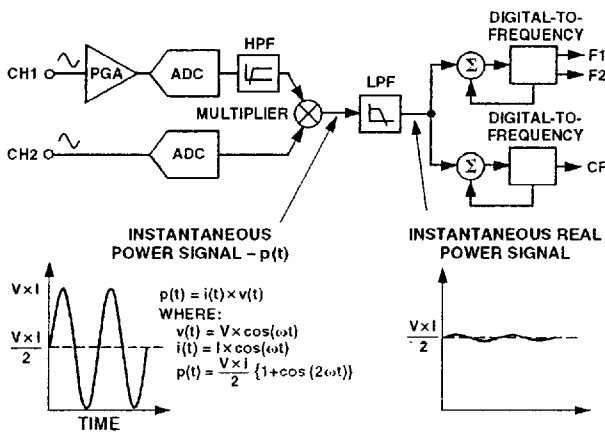 DIGITAL-TO-
FREQUENCY
F1
F2
CH1
PGA
ADC
HPF
LPF
Σ
MULTIPLIER
DIGITAL-TO-
FREQUENCY
CH2
ADC
Σ
CF
INSTANTANEOUS
POWER SIGNAL – p(t)
INSTANTANEOUS REAL
POWER SIGNAL
V×I
V×I
2
TIME
p(t) = i(t)×v(t)
WHERE:
v(t) = V×cos(ωt)
i(t) = I×cos(ωt)
p(t) = V×I/2 {1+cos (2ωt)}
V×I
2